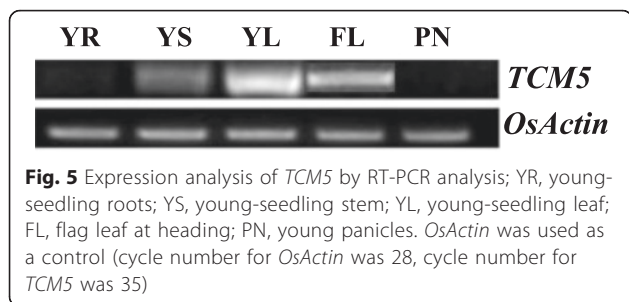 YR YS YL FL PN
TCM5
OsActin
Fig. 5 Expression analysis of TCM5 by RT-PCR analysis; YR, young-
seedling roots; YS, young-seedling stem; YL, young-seedling leaf;
FL, flag leaf at heading; PN, young panicles. OsActin was used as
a control (cycle number for OsActin was 28, cycle number for
TCM5 was 35)